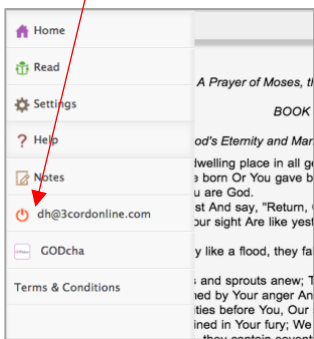 Home
Read
Settings
Help
Notes
dh@3cordonline.com
GODcha
Terms & Conditions
A Prayer of Moses, th
BOOK
od's Eternity and Mar
welling place in all ge
e born Or You gave b
u are God.
st And say, "Return,
our sight Are like yest
y like a flood, they fal
s and sprouts anew; T
ned by Your anger An
ities before You, Our
ined in Your fury; We